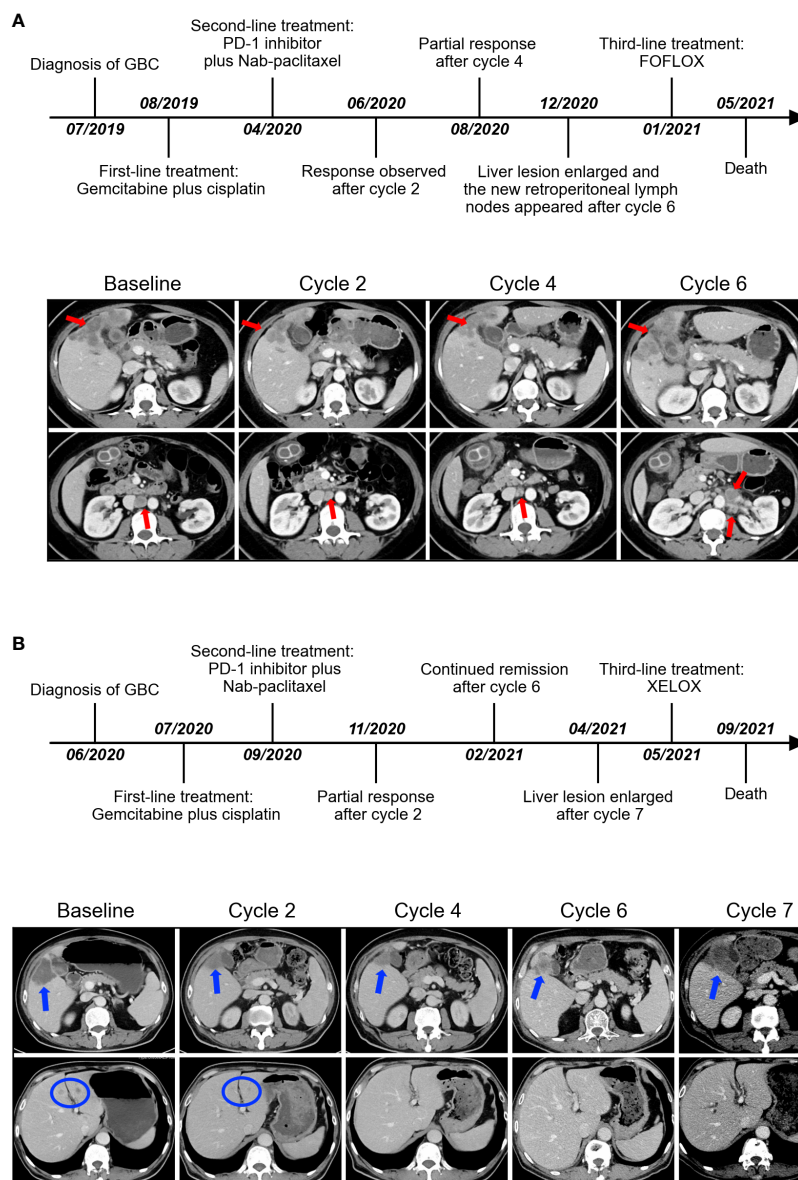 A
Second-line treatment:
PD-1 inhibitor
plus Nab-paclitaxel
Partial response
after cycle 4
Third-line treatment:
FOFLOX
Diagnosis of GBC
08/2019
06/2020
12/2020
05/2021
07/2019
04/2020
08/2020
01/2021
First-line treatment:
Gemcitabine plus cisplatin
Response observed
after cycle 2
Liver lesion enlarged and
the new retroperitoneal lymph
nodes appeared after cycle 6
Death
Baseline
Cycle 2
Cycle 4
Cycle 6
B
Second-line treatment:
PD-1 inhibitor plus
Nab-paclitaxel
Continued remission
after cycle 6
Third-line treatment:
XELOX
Diagnosis of GBC
07/2020
11/2020
04/2021
09/2021
06/2020
09/2020
02/2021
05/2021
First-line treatment:
Gemcitabine plus cisplatin
Partial response
after cycle 2
Liver lesion enlarged
after cycle 7
Death
Baseline
Cycle 2
Cycle 4
Cycle 6
Cycle 7